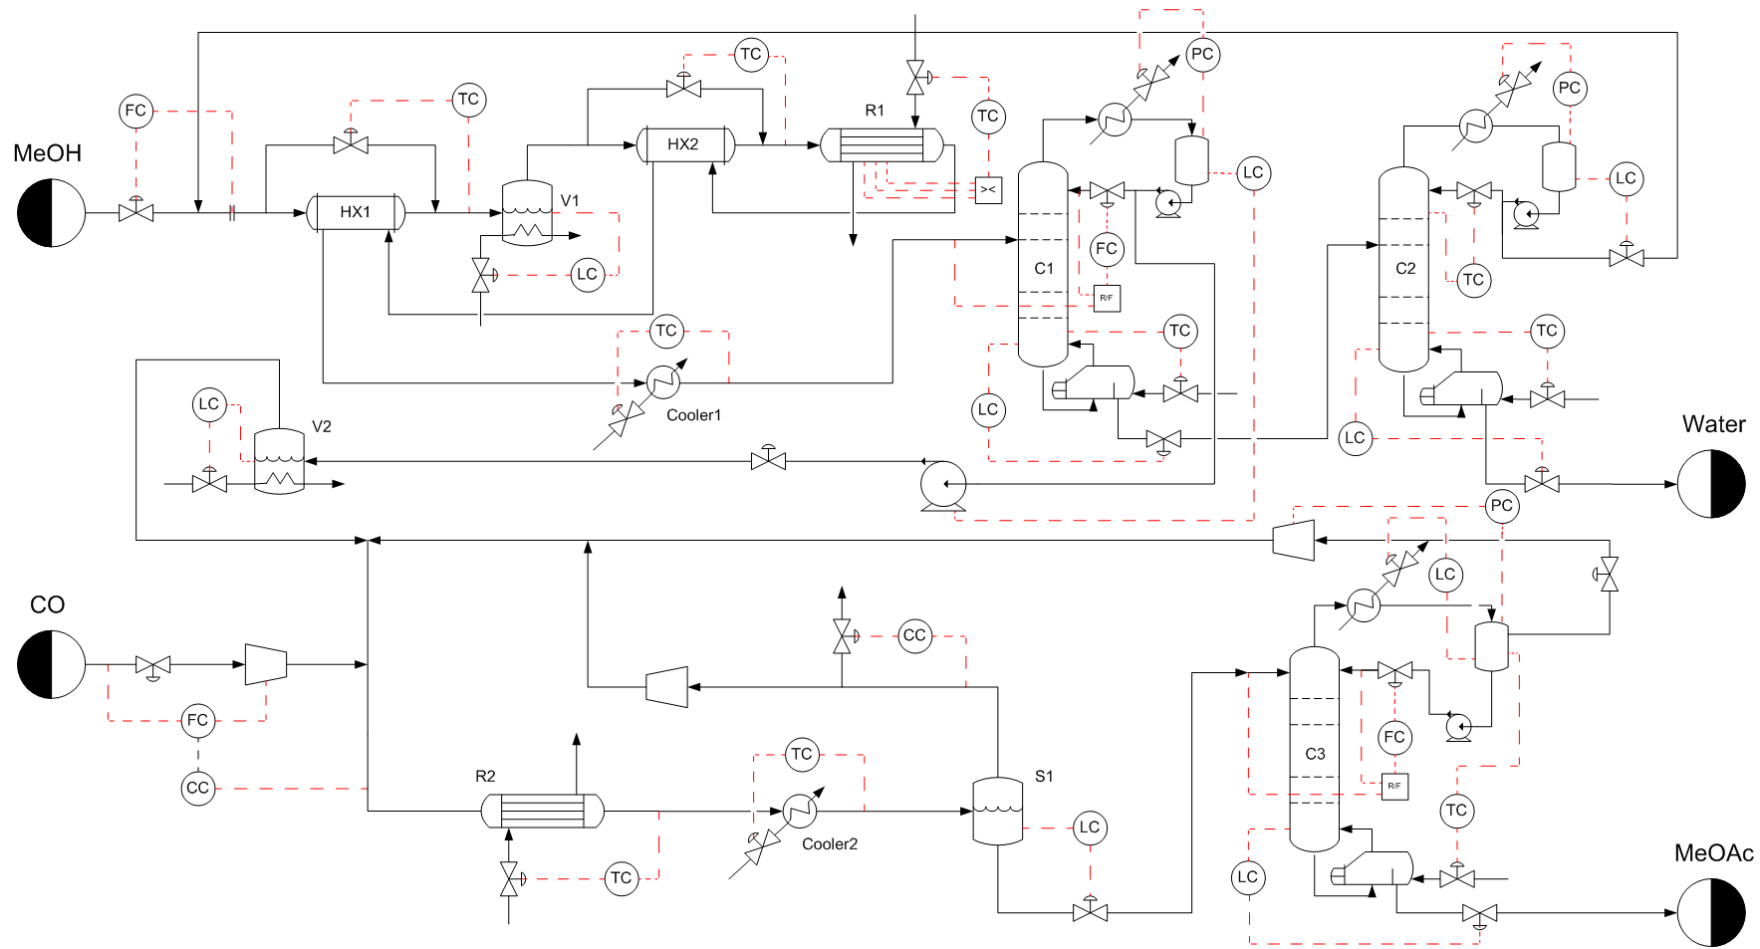 PC
TC
PC
TC
FC
R1
TC
MeOH
HX2
LC
LC
V1
HX1
FC
C1
C2
LC
TC
R/F
><
TC
TC
TC
LC
LC
Cooler1
V2
LC
Water
PC
LC
CO
CC
FC
FC
C3
TC
R2
S1
CC
R/F
TC
LC
Cooler2
MeOAc
TC
LC